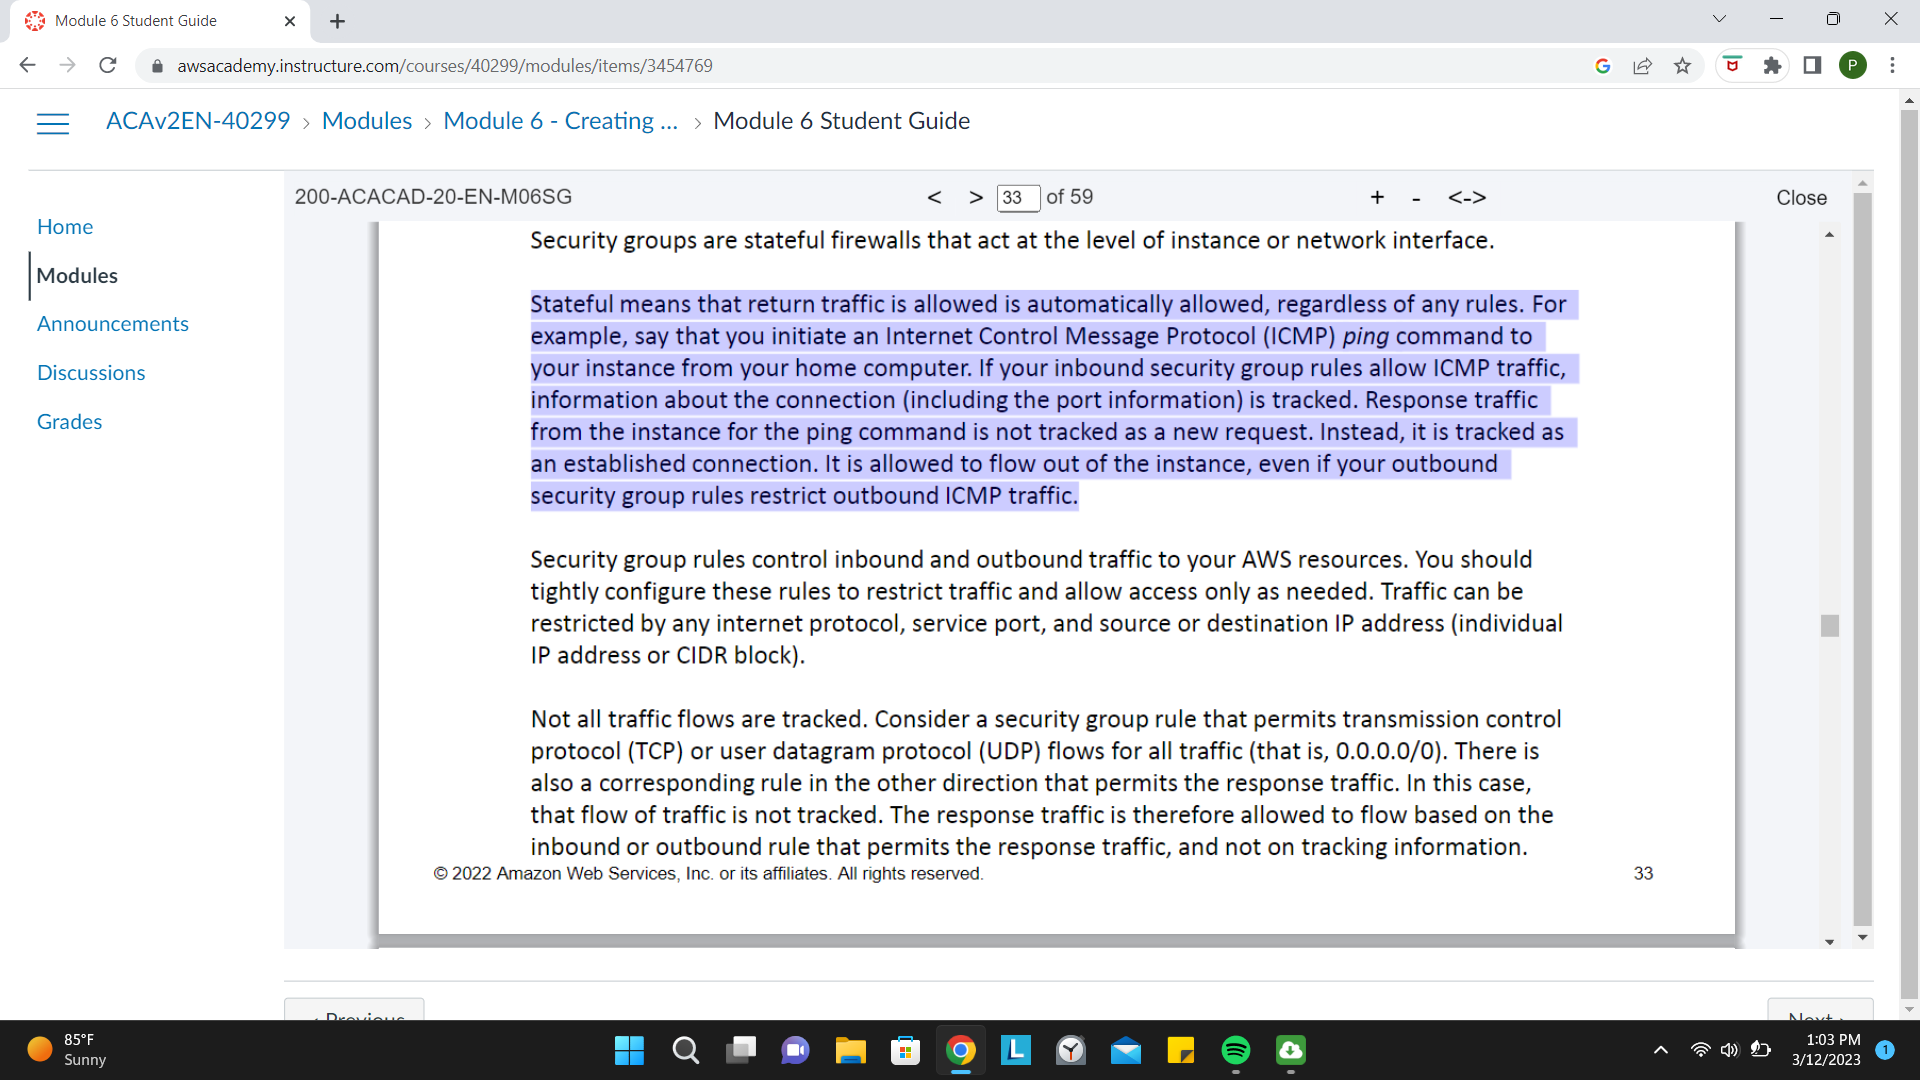 Module 6 Student Guide
awsacademy.instructure.com/courses/40299/modules/items/3454769
P
ACAv2EN-40299 > Modules > Module 6 - Creating ... > Module 6 Student Guide
Home
Modules
Announcements
Discussions
Grades
200-ACACAD-20-EN-M06SG
< > 33 of 59
+ - <->
Close
Security groups are stateful firewalls that act at the level of instance or network interface.
Stateful means that return traffic is allowed is automatically allowed, regardless of any rules. For
example, say that you initiate an Internet Control Message Protocol (ICMP) ping command to
your instance from your home computer. If your inbound security group rules allow ICMP traffic,
information about the connection (including the port information) is tracked. Response traffic
from the instance for the ping command is not tracked as a new request. Instead, it is tracked as
an established connection. It is allowed to flow out of the instance, even if your outbound
security group rules restrict outbound ICMP traffic.
Security group rules control inbound and outbound traffic to your AWS resources. You should
tightly configure these rules to restrict traffic and allow access only as needed. Traffic can be
restricted by any internet protocol, service port, and source or destination IP address (individual
IP address or CIDR block).
Not all traffic flows are tracked. Consider a security group rule that permits transmission control
protocol (TCP) or user datagram protocol (UDP) flows for all traffic (that is, 0.0.0.0/0). There is
also a corresponding rule in the other direction that permits the response traffic. In this case,
that flow of traffic is not tracked. The response traffic is therefore allowed to flow based on the
inbound or outbound rule that permits the response traffic, and not on tracking information.
© 2022 Amazon Web Services, Inc. or its affiliates. All rights reserved.
33
‹ Previous
Next ›
85°F
Sunny
L
1:03 PM
3/12/2023
1